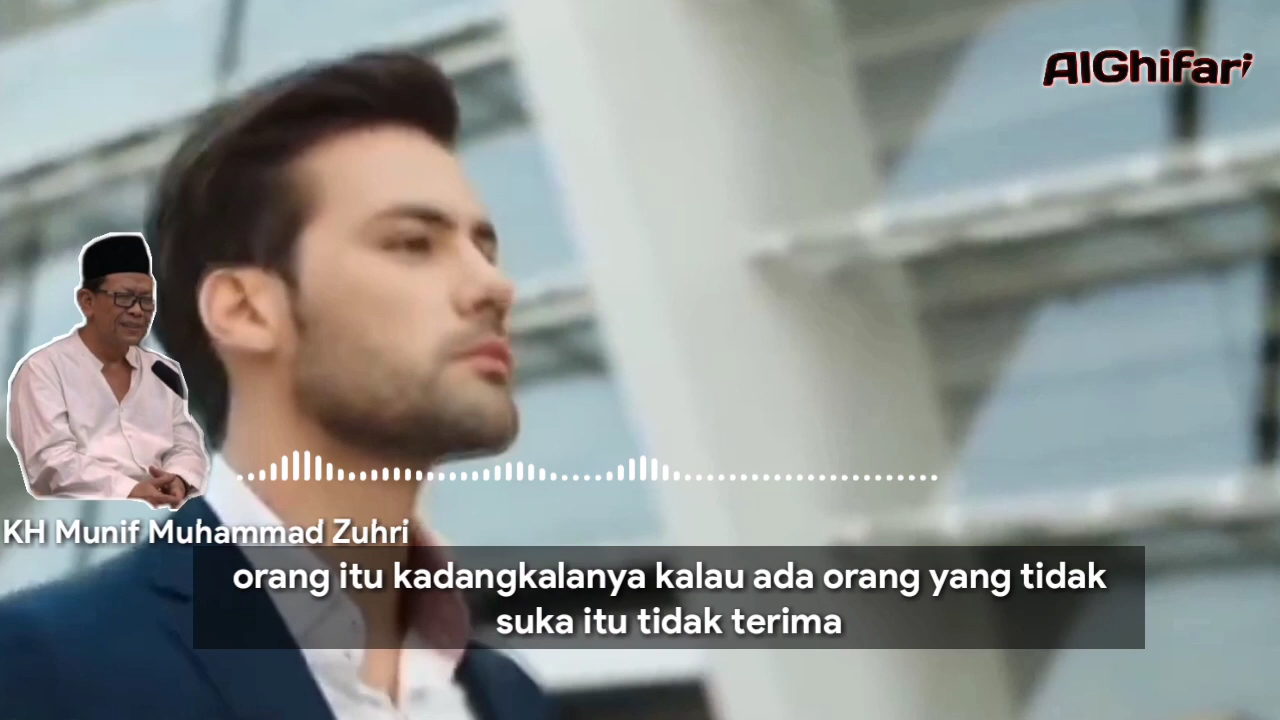 AlGhifari
KH Munif Muhammad Zuhri
orang itu kadangkalanya kalau ada orang yang tidak
suka itu tidak terima